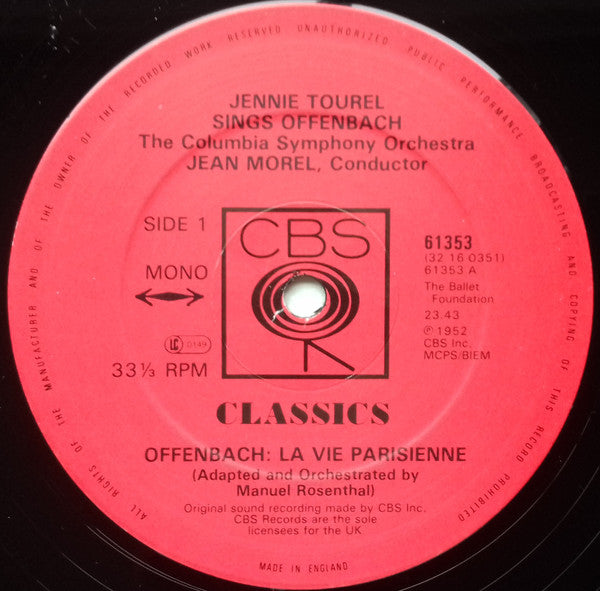 ALL RIGHTS OF THE MANUFACTURER AND OF THE OWNER OF THE RECORDED WORK RESERVED UNAUTHORIZED PUBLIC PERFORMANCE BROADCASTING AND COPYING OF THIS RECORD PROHIBITED
JENNIE TOUREL
SINGS OFFENBACH
The Columbia Symphony Orchestra
JEAN MOREL, Conductor
SIDE 1
MONO
LC 0149
33⅓ RPM
CBS
61353
(32 16 0351)
61353 A
The Ballet
Foundation
23.43
℗ 1952
CBS Inc.
MCPS/BIEM
CLASSICS
OFFENBACH: LA VIE PARISIENNE
(Adapted and Orchestrated by
Manuel Rosenthal)
Original sound recording made by CBS Inc.
CBS Records are the sole
licensees for the UK
MADE IN ENGLAND